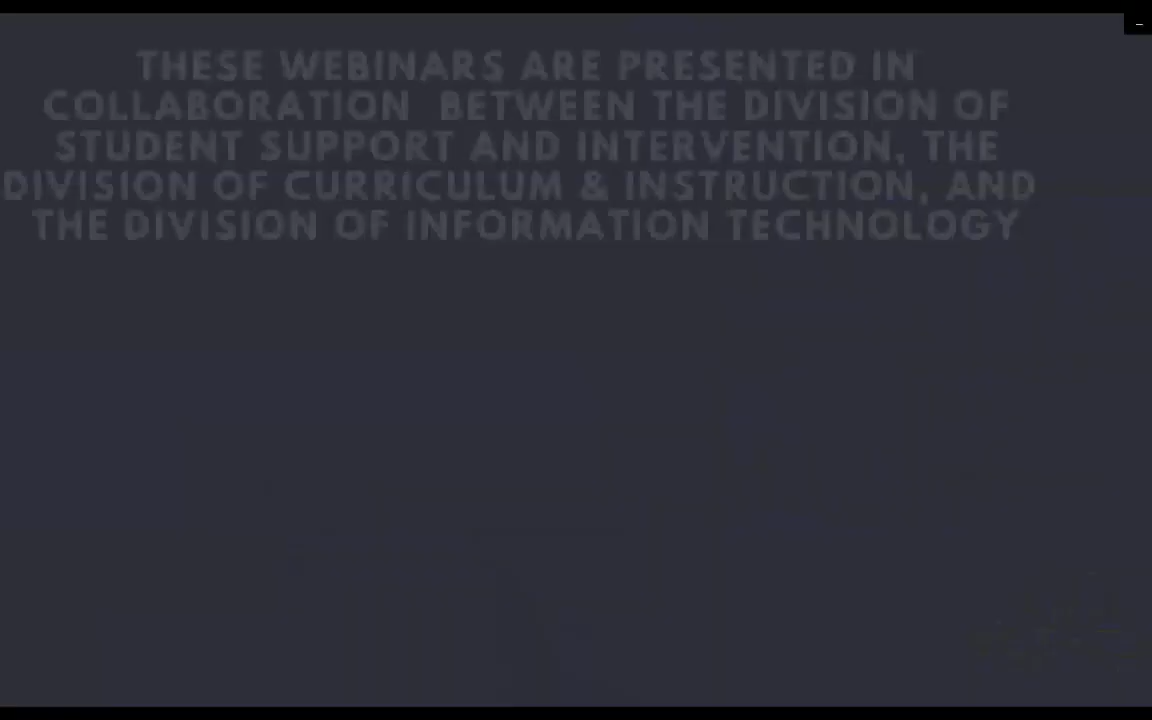 THESE WEBINARS ARE PRESENTED IN
COLLABORATION BETWEEN THE DIVISION OF
STUDENT SUPPORT AND INTERVENTION, THE
DIVISION OF CURRICULUM & INSTRUCTION, AND
THE DIVISION OF INFORMATION TECHNOLOGY